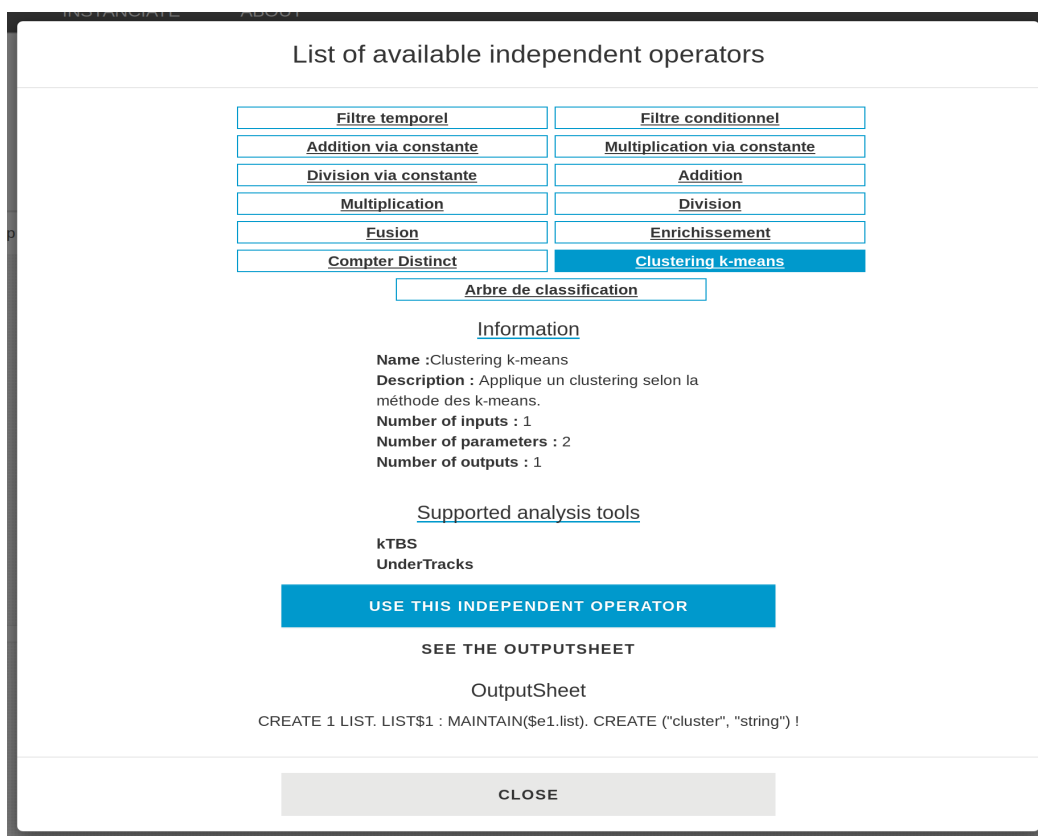 INSTANCIATE ABOUT
List of available independent operators
Filtre temporel Filtre conditionnel
Addition via constante Multiplication via constante
Division via constante Addition
Multiplication Division
p
Fusion Enrichissement
Compter Distinct Clustering k-means
Arbre de classification
Information
Name :Clustering k-means
Description : Applique un clustering selon la
méthode des k-means.
Number of inputs : 1
Number of parameters : 2
Number of outputs : 1
Supported analysis tools
kTBS
UnderTracks
USE THIS INDEPENDENT OPERATOR
SEE THE OUTPUTSHEET
OutputSheet
CREATE 1 LIST. LIST$1 : MAINTAIN($e1.list). CREATE ("cluster", "string") !
CLOSE